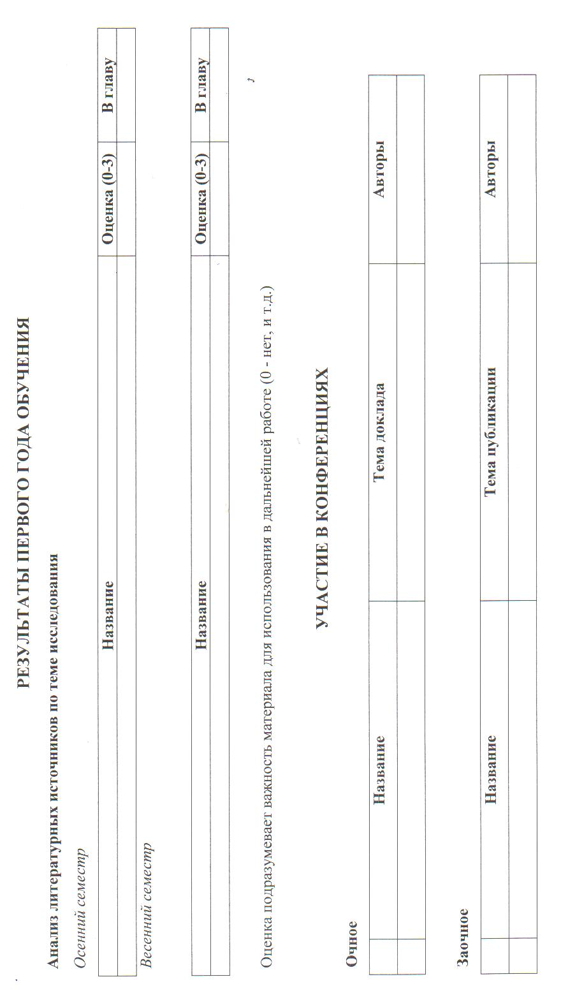 РЕЗУЛЬТАТЫ ПЕРВОГО ГОДА ОБУЧЕНИЯ
Анализ литературных источников по теме исследования
Осенний семестр
Название Оценка (0-3) В главу
Весенний семестр
Название Оценка (0-3) В главу
Оценка подразумевает важность материала для использования в дальнейшей работе (0 - нет, и т.д.)
УЧАСТИЕ В КОНФЕРЕНЦИЯХ
Очное
Название Тема доклада Авторы
Заочное
Название Тема публикации Авторы